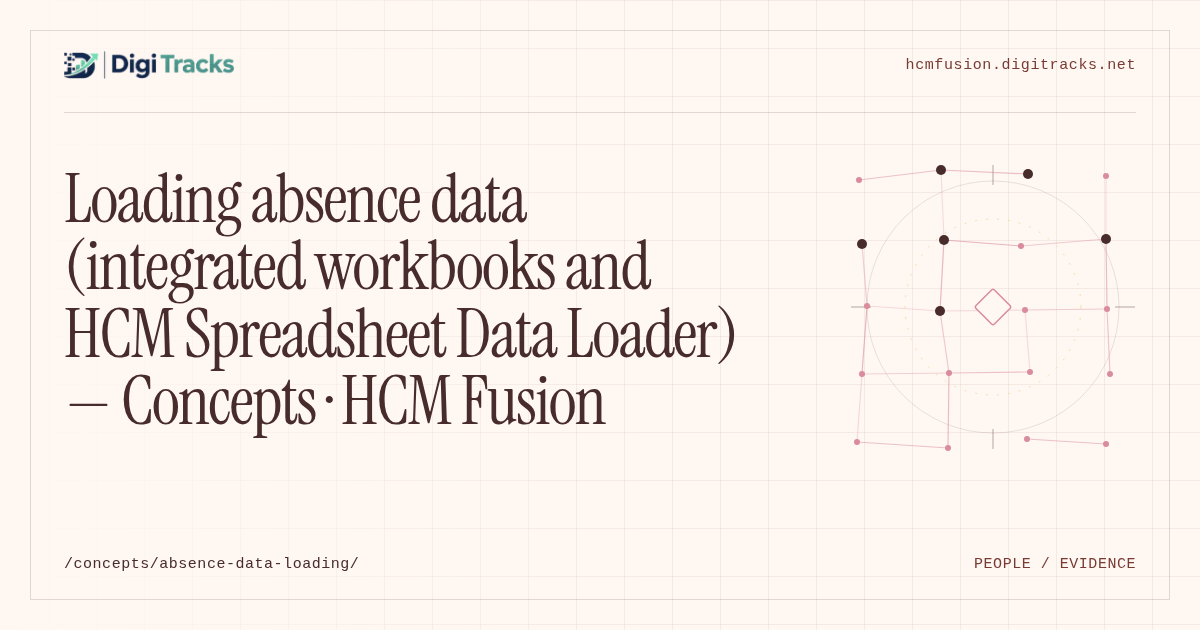 Digi Tracks
hcmfusion.digitracks.net
Loading absence data
(integrated workbooks and
HCM Spreadsheet Data Loader)
— Concepts · HCM Fusion
/concepts/absence-data-loading/
PEOPLE / EVIDENCE